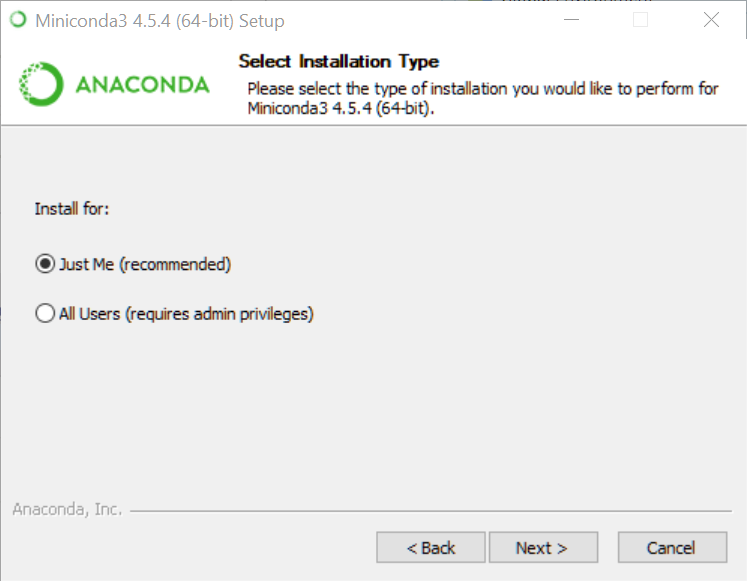 Miniconda3 4.5.4 (64-bit) Setup
ANACONDA
Select Installation Type
Please select the type of installation you would like to perform for
Miniconda3 4.5.4 (64-bit).
Install for:
Just Me (recommended)
All Users (requires admin privileges)
Anaconda, Inc.
< Back
Next >
Cancel